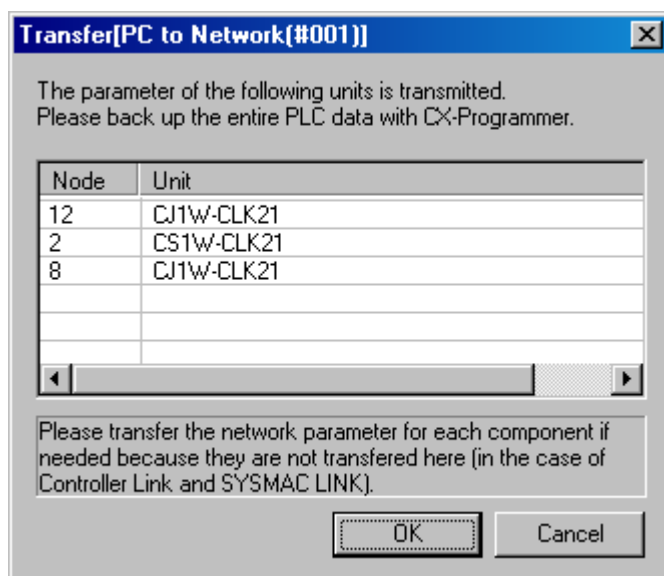 Transfer[PC to Network(#001)]
The parameter of the following units is transmitted.
Please back up the entire PLC data with CX-Programmer.
Node Unit
12 CJ1W-CLK21
2 CS1W-CLK21
8 CJ1W-CLK21
Please transfer the network parameter for each component if
needed because they are not transfered here (in the case of
Controller Link and SYSMAC LINK).
OK Cancel